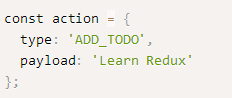 const action = {
  type: 'ADD_TODO',
  payload: 'Learn Redux'
};